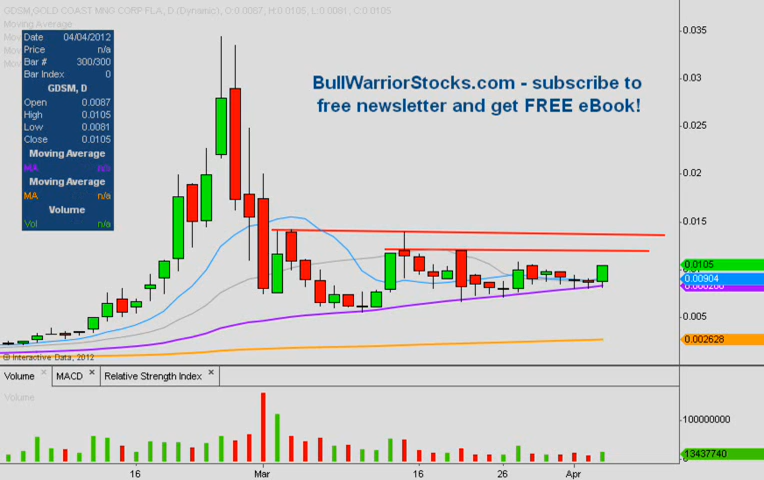 GDSM,GOLD COAST MNG CORP FLA, D (Dynamic), O:0.0087, H:0.0105, L:0.0081, C:0.0105
Moving Average
Date 04/04/2012
Price n/a
Bar # 300/300
Bar Index 0
GDSM, D
Open 0.0087
High 0.0105
Low 0.0081
Close 0.0105
Moving Average
MA n/a
Moving Average
MA n/a
Volume
Vol n/a
BullWarriorStocks.com - subscribe to
free newsletter and get FREE eBook!
0.035
0.03
0.025
0.02
0.015
0.0105
0.00904
0.005
0.002628
© Interactive Data, 2012
Volume × MACD × Relative Strength Index ×
Volume
100000000
13437740
16 Mar 16 26 Apr